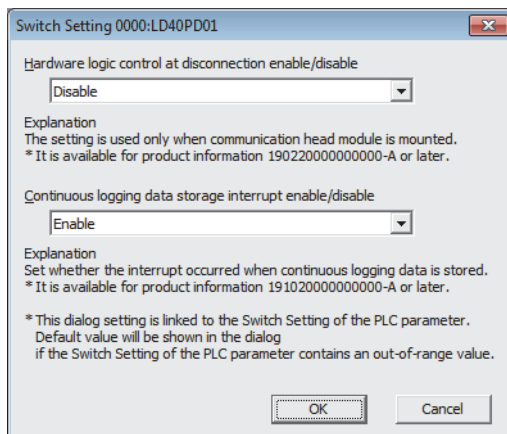 Switch Setting 0000:LD40PD01
Hardware logic control at disconnection enable/disable
Disable
Explanation
The setting is used only when communication head module is mounted.
* It is available for product information 190220000000000-A or later.
Continuous logging data storage interrupt enable/disable
Enable
Explanation
Set whether the interrupt occurred when continuous logging data is stored.
* It is available for product information 191020000000000-A or later.
* This dialog setting is linked to the Switch Setting of the PLC parameter.
Default value will be shown in the dialog
if the Switch Setting of the PLC parameter contains an out-of-range value.
OK Cancel